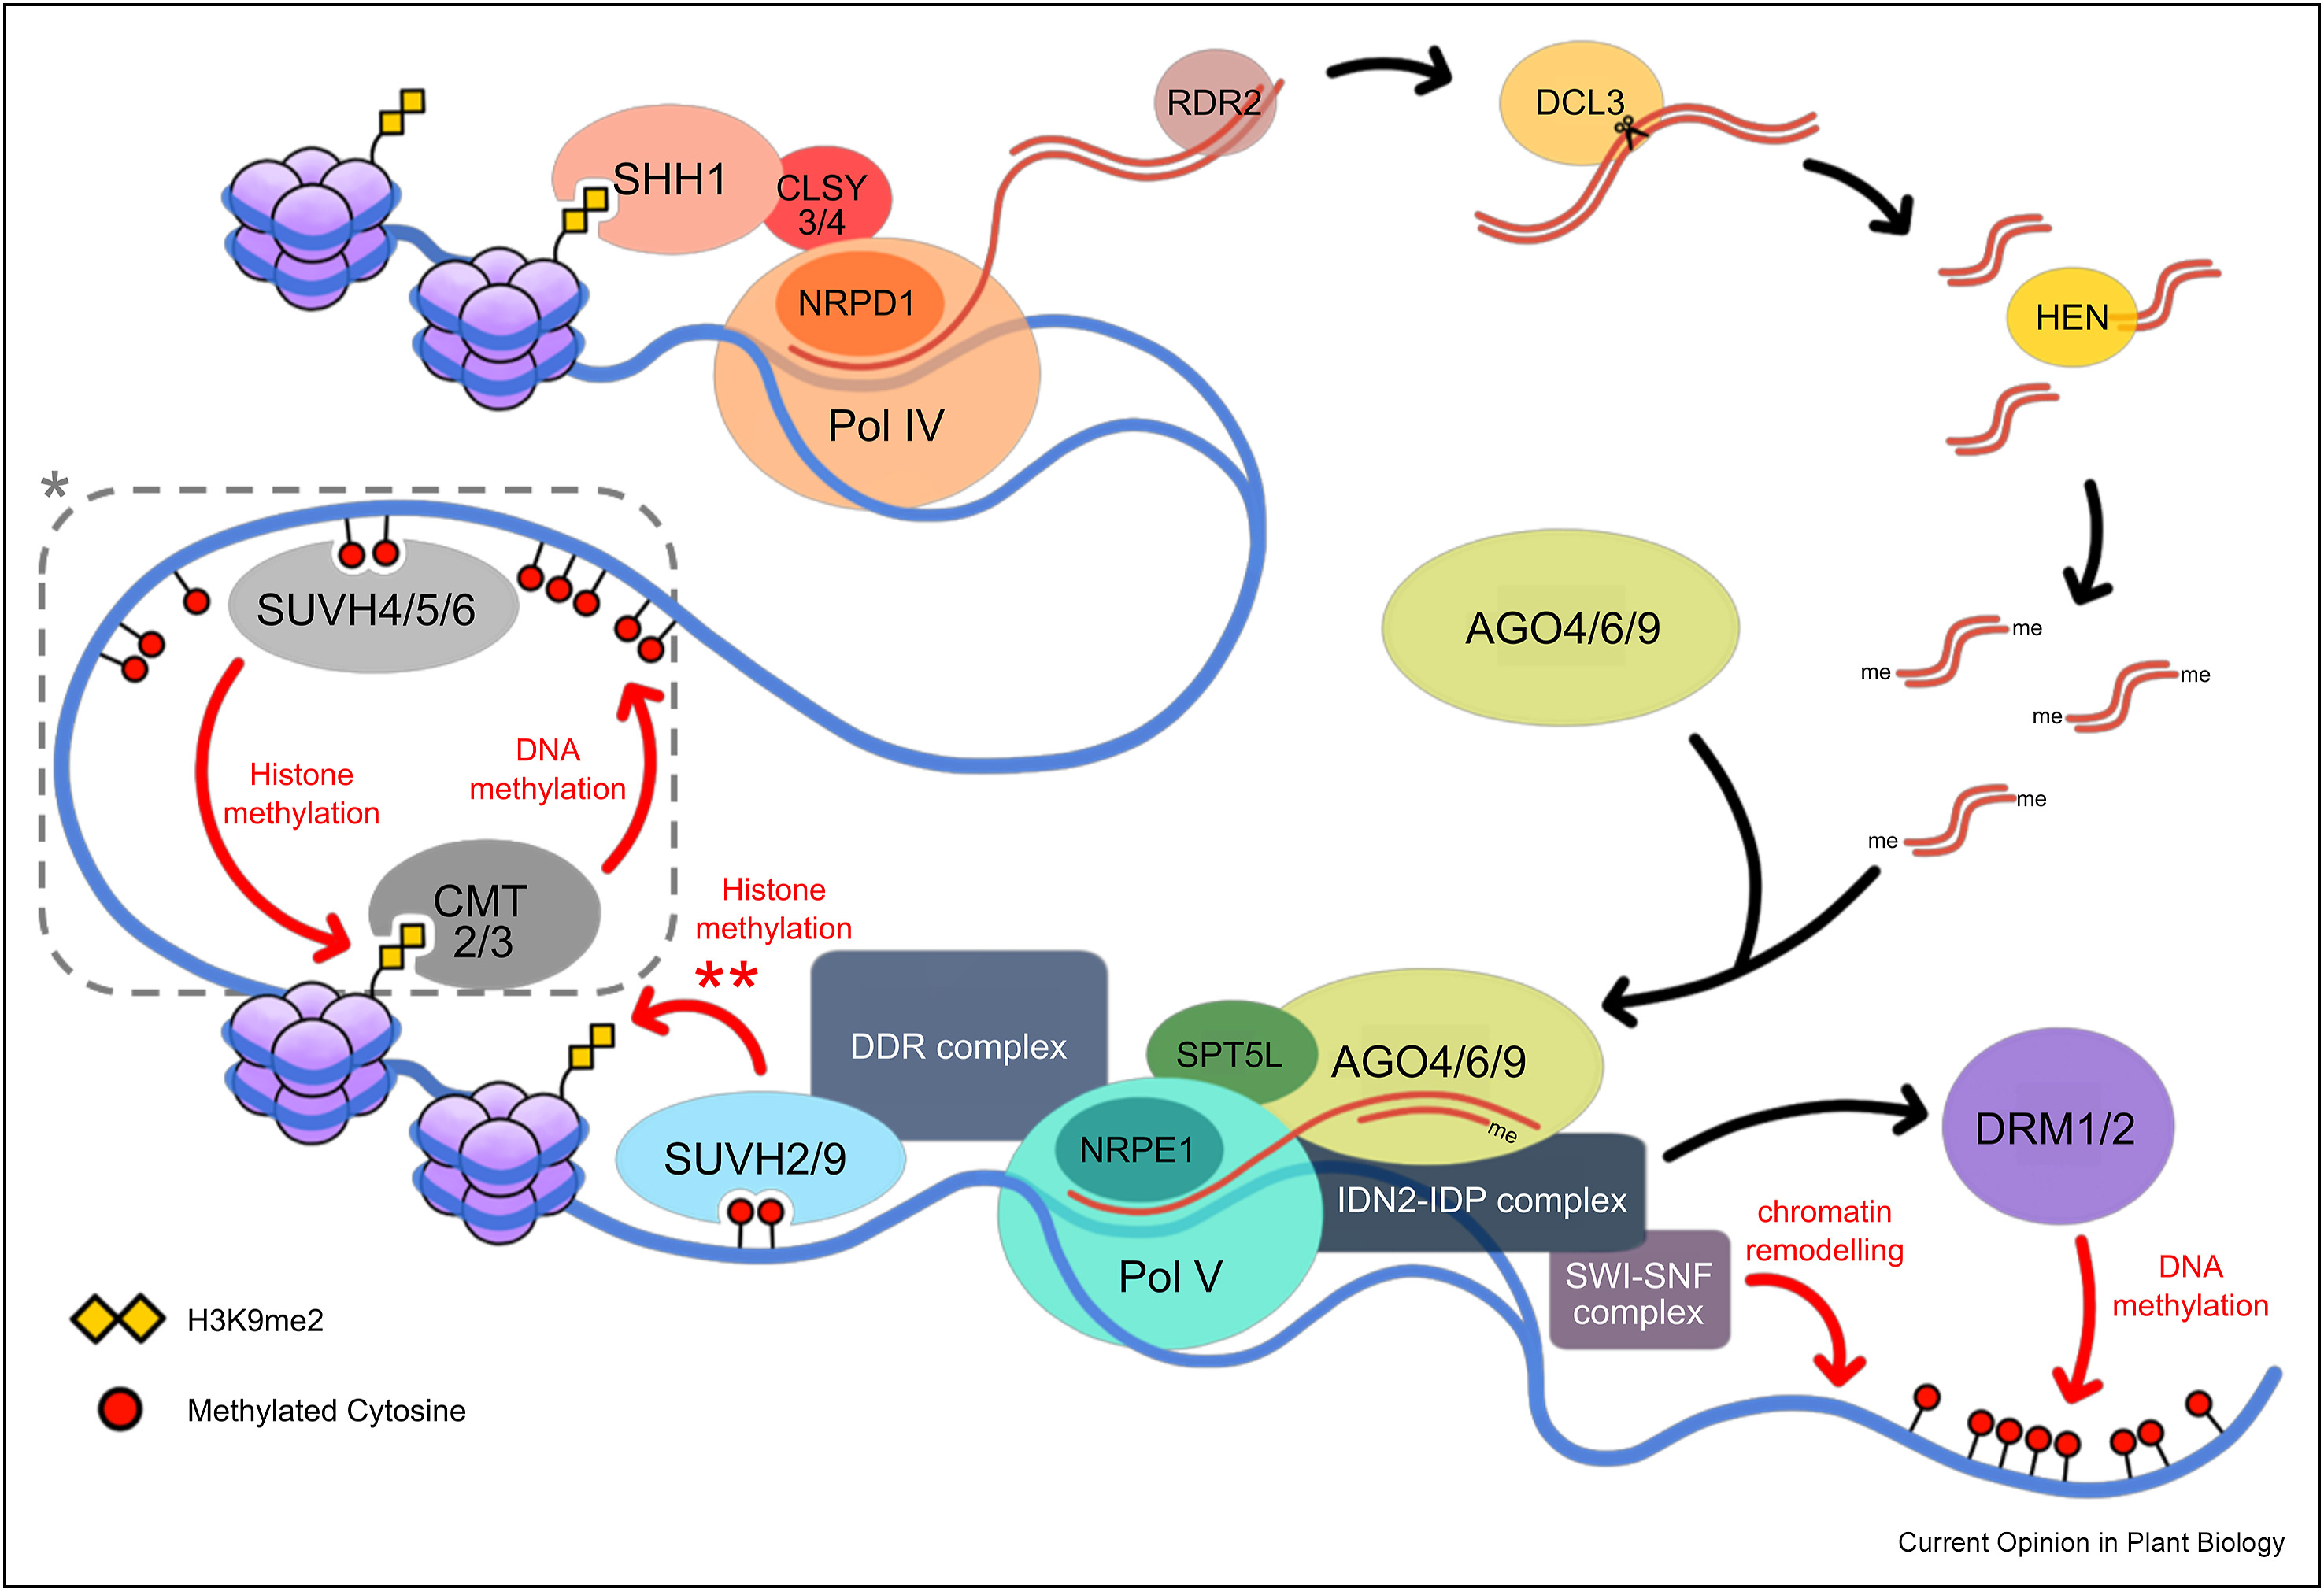 RDR2
DCL3
SHH1
CLSY
3/4
NRPD1
Pol IV
HEN
*
SUVH4/5/6
AGO4/6/9
me
me
me
me
me
me
Histone
methylation
DNA
methylation
CMT
2/3
Histone
methylation
**
DDR complex
SPT5L
AGO4/6/9
me
SUVH2/9
NRPE1
Pol V
IDN2-IDP complex
SWI-SNF
complex
DRM1/2
chromatin
remodelling
DNA
methylation
H3K9me2
Methylated Cytosine
Current Opinion in Plant Biology